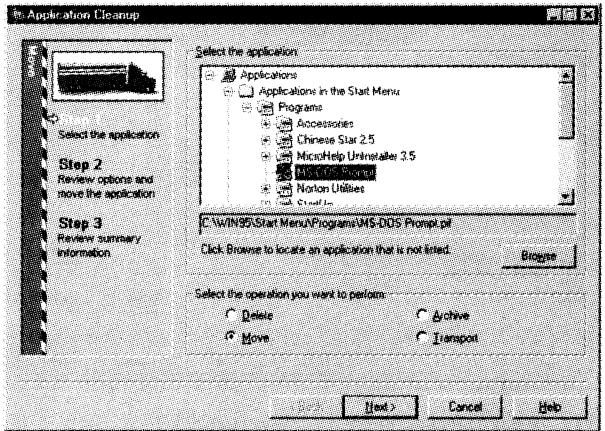 Application Cleanup
Move
Select the application
Step 2
Review options and
move the application
Step 3
Review summary
information
Select the application
Applications
Applications in the Start Menu
Programs
Accessories
Chinese Star 2.5
MicroHelp Uninstaller 3.5
MS-DOS Prompt
Norton Utilities
StartUp
C:\WIN95\Start Menu\Programs\MS-DOS Prompt.pif
Click Browse to locate an application that is not listed.
Browse
Select the operation you want to perform:
Delete
Archive
Move
Transport
Back
Next >
Cancel
Help